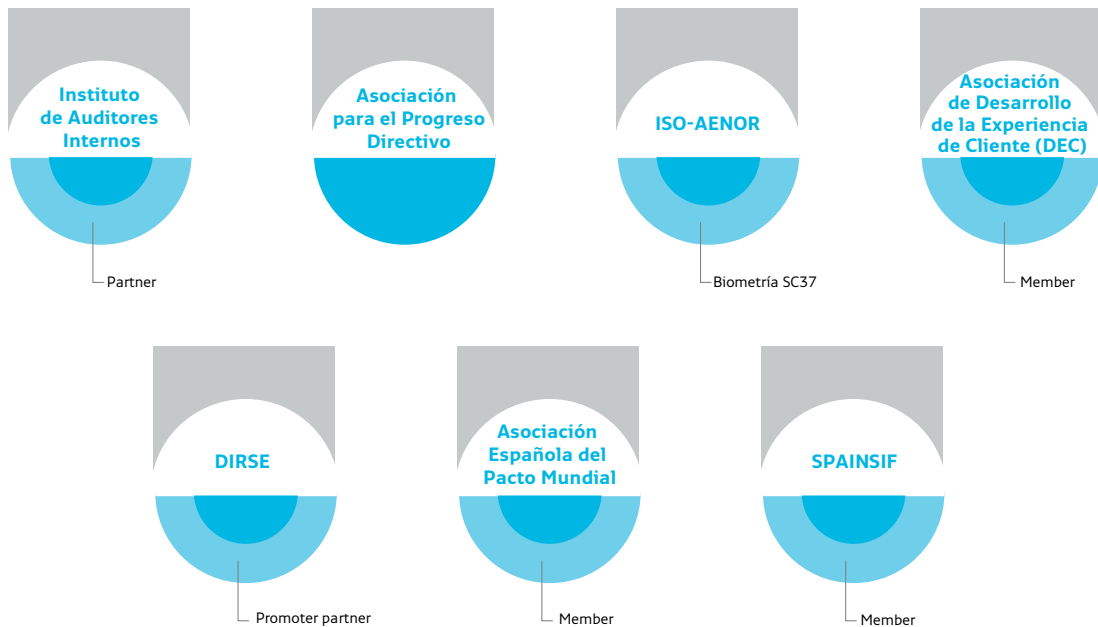 Instituto
de Auditores
Internos
Partner
Asociación
para el Progreso
Directivo
ISO-AENOR
Biometría SC37
Asociación
de Desarrollo
de la Experiencia
de Cliente (DEC)
Member
DIRSE
Promoter partner
Asociación
Española del
Pacto Mundial
Member
SPAINSIF
Member